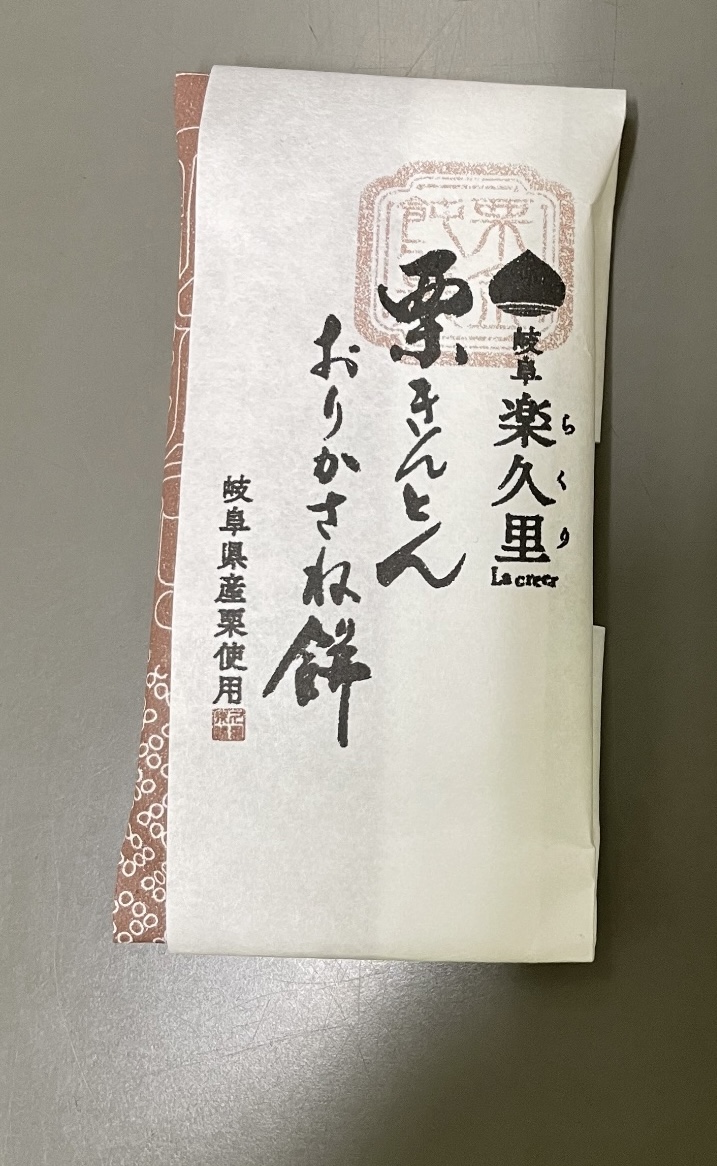 岐阜 楽久里
らくり
La creer
栗きんとん
おりかさね餅
岐阜県産栗使用